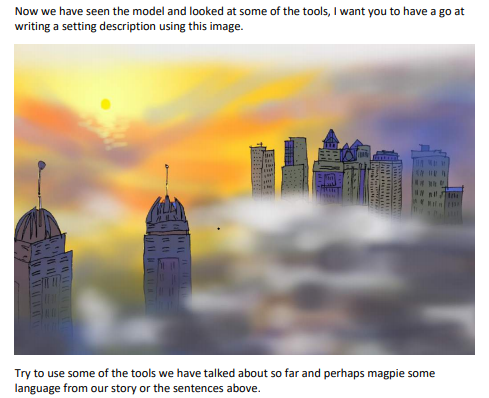 Now we have seen the model and looked at some of the tools, I want you to have a go at
writing a setting description using this image.
Try to use some of the tools we have talked about so far and perhaps magpie some
language from our story or the sentences above.